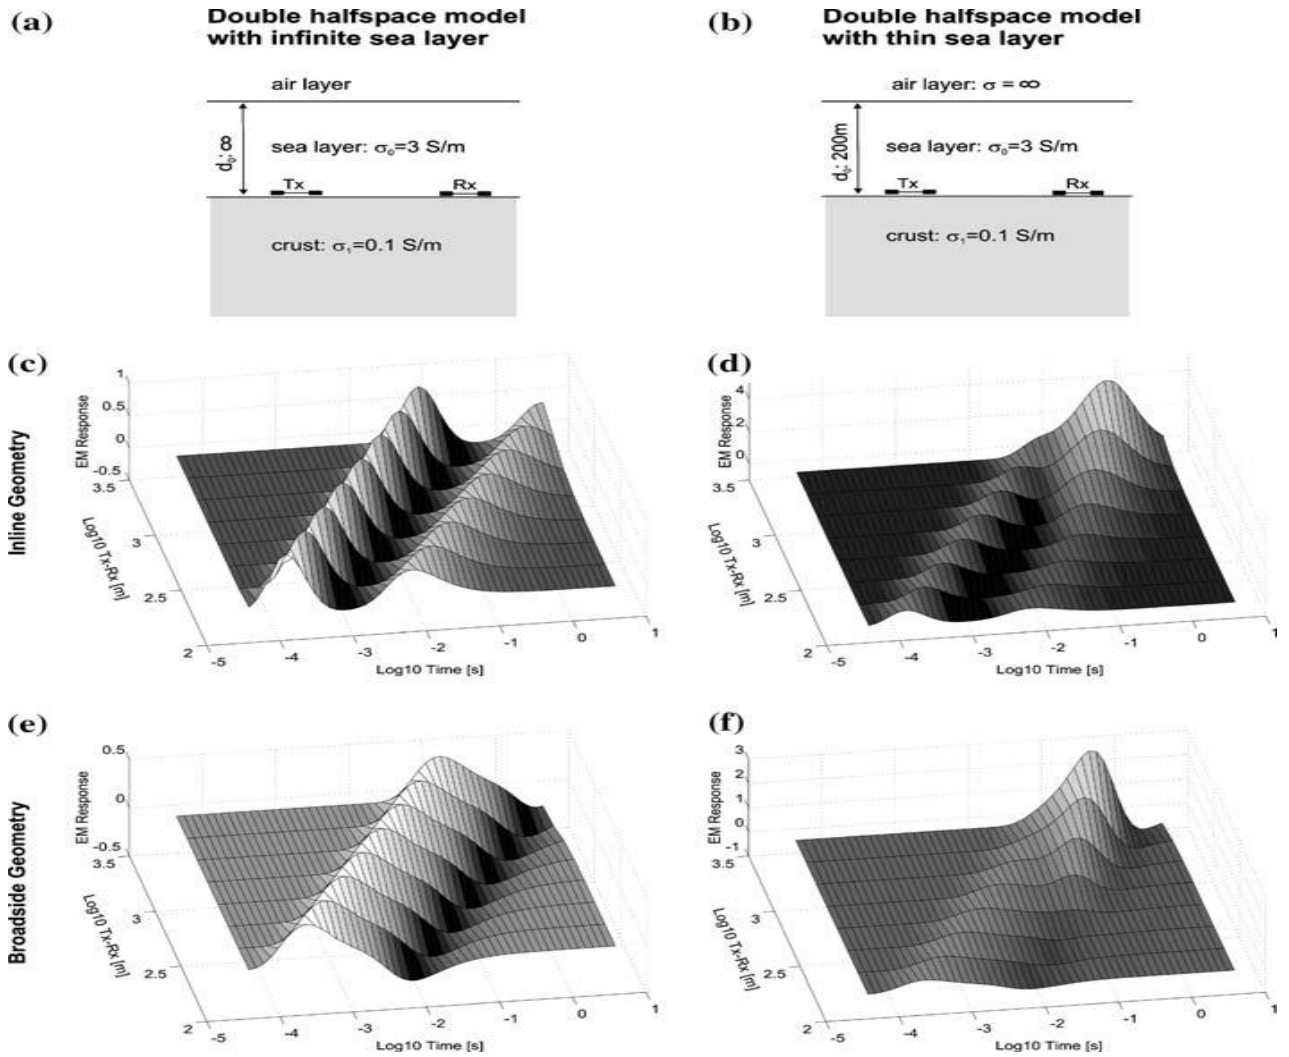 (a)
Double halfspace model
with infinite sea layer
air layer
d₀: ∞
sea layer: σ₀=3 S/m
Tx
Rx
crust: σ₁=0.1 S/m
(b)
Double halfspace model
with thin sea layer
air layer: σ = ∞
d₀: 200m
sea layer: σ₀=3 S/m
Tx
Rx
crust: σ₁=0.1 S/m
Inline Geometry
(c)
EM Response
1
0.5
0
-0.5
3.5
3
2.5
2
Log10 Tx-Rx [m]
-5
-4
-3
-2
-1
0
1
Log10 Time [s]
(d)
EM Response
4
2
0
3.5
3
2.5
2
Log10 Tx-Rx [m]
-5
-4
-3
-2
-1
0
1
Log10 Time [s]
Broadside Geometry
(e)
EM Response
0.5
0
-0.5
3.5
3
2.5
2
Log10 Tx-Rx [m]
-5
-4
-3
-2
-1
0
1
Log10 Time [s]
(f)
EM Response
3
2
1
0
-1
3.5
3
2.5
2
Log10 Tx-Rx [m]
-5
-4
-3
-2
-1
0
1
Log10 Time [s]